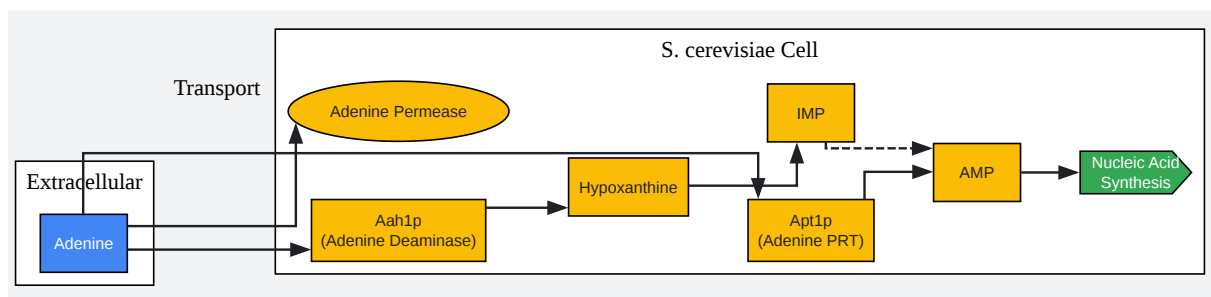 S. cerevisiae Cell
Transport
Adenine Permease
IMP
Extracellular
Hypoxanthine
AMP
Nucleic Acid
Synthesis
Adenine
Aah1p
(Adenine Deaminase)
Apt1p
(Adenine PRT)